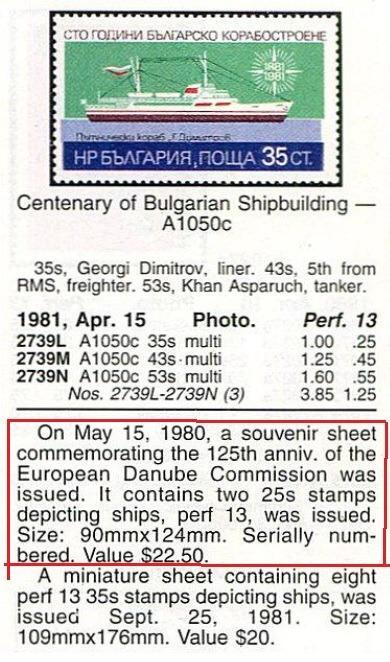 СТО ГОДИНИ БЪЛГАРСКО КОРАБОСТРОЕНЕ
1881
1981
Пътнически кораб „Г. Димитров
НР БЪЛГАРИЯ, ПОЩА 35 СТ.
Centenary of Bulgarian Shipbuilding —
A1050c
35s, Georgi Dimitrov, liner. 43s, 5th from
RMS, freighter. 53s, Khan Asparuch, tanker.
1981, Apr. 15 Photo. Perf. 13
2739L A1050c 35s multi 1.00 .25
2739M A1050c 43s multi 1.25 .45
2739N A1050c 53s multi 1.60 .55
Nos. 2739L-2739N (3) 3.85 1.25
On May 15, 1980, a souvenir sheet
commemorating the 125th anniv. of the
European Danube Commission was
issued. It contains two 25s stamps
depicting ships, perf 13, was issued.
Size: 90mmx124mm. Serially num-
bered. Value $22.50.
A miniature sheet containing eight
perf 13 35s stamps depicting ships, was
issued Sept. 25, 1981. Size:
109mmx176mm. Value $20.